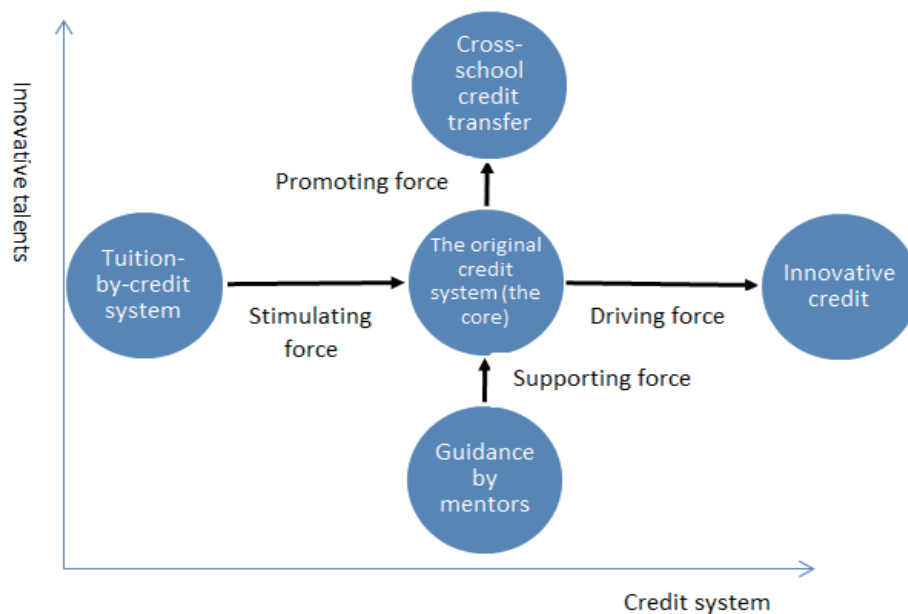 Innovative talents
Cross-
school
credit
transfer
Promoting force
Tuition-
by-credit
system
Stimulating
force
The original
credit
system (the
core)
Driving force
Innovative
credit
Supporting force
Guidance
by
mentors
Credit system